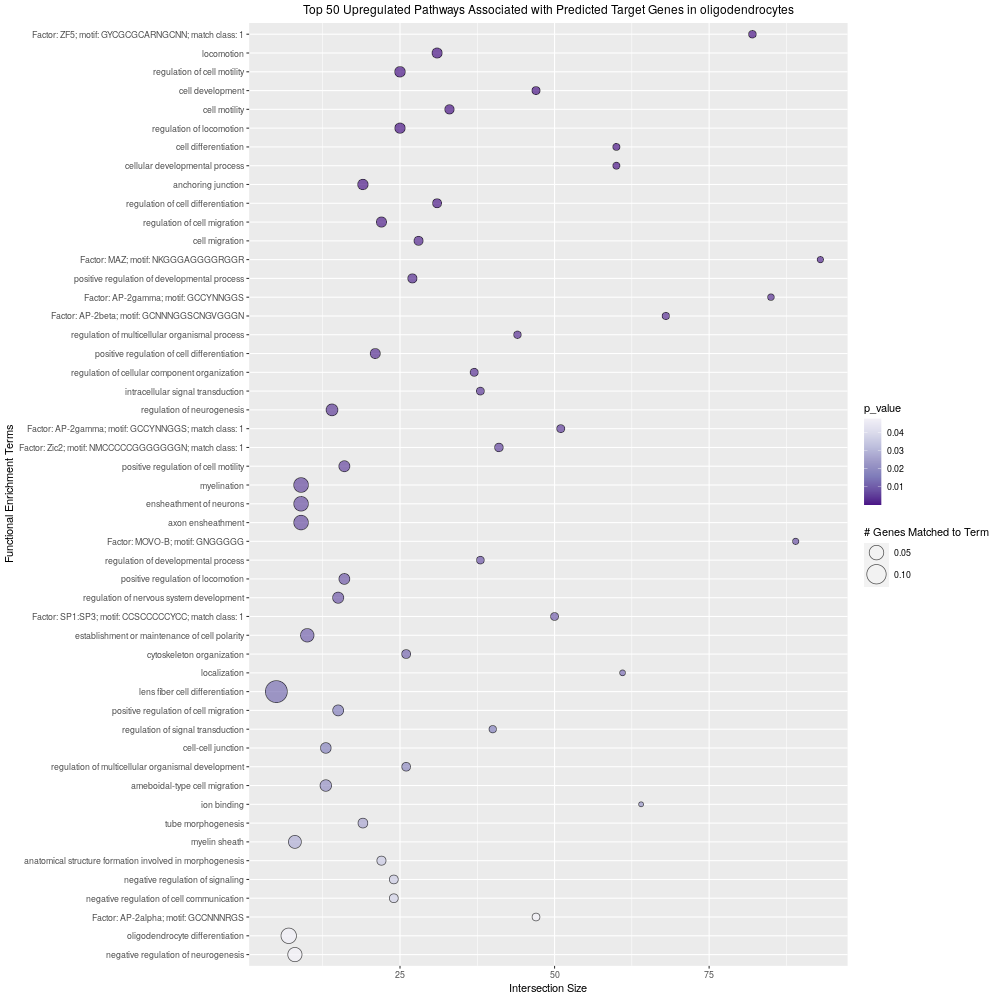 Top 50 Upregulated Pathways Associated with Predicted Target Genes in oligodendrocytes
Functional Enrichment Terms
Factor: ZF5; motif: GYCGCGCARNGCNN; match class: 1
locomotion
regulation of cell motility
cell development
cell motility
regulation of locomotion
cell differentiation
cellular developmental process
anchoring junction
regulation of cell differentiation
regulation of cell migration
cell migration
Factor: MAZ; motif: NKGGGAGGGGRGGR
positive regulation of developmental process
Factor: AP-2gamma; motif: GCCYNNGGS
Factor: AP-2beta; motif: GCNNNGGSCNGVGGGN
regulation of multicellular organismal process
positive regulation of cell differentiation
regulation of cellular component organization
intracellular signal transduction
regulation of neurogenesis
Factor: AP-2gamma; motif: GCCYNNGGS; match class: 1
Factor: Zic2; motif: NMCCCCCGGGGGGGN; match class: 1
positive regulation of cell motility
myelination
ensheathment of neurons
axon ensheathment
Factor: MOVO-B; motif: GNGGGGG
regulation of developmental process
positive regulation of locomotion
regulation of nervous system development
Factor: SP1:SP3; motif: CCSCCCCCYCC; match class: 1
establishment or maintenance of cell polarity
cytoskeleton organization
localization
lens fiber cell differentiation
positive regulation of cell migration
regulation of signal transduction
cell-cell junction
regulation of multicellular organismal development
ameboidal-type cell migration
ion binding
tube morphogenesis
myelin sheath
anatomical structure formation involved in morphogenesis
negative regulation of signaling
negative regulation of cell communication
Factor: AP-2alpha; motif: GCCNNNRGS
oligodendrocyte differentiation
negative regulation of neurogenesis
25 50 75
Intersection Size
p_value
0.04
0.03
0.02
0.01
# Genes Matched to Term
0.05
0.10